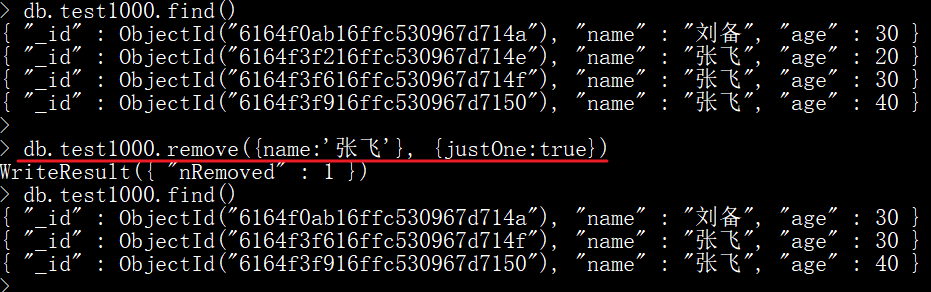 > db.test1000.find()
{ "_id" : ObjectId("6164f0ab16ffc530967d714a"), "name" : "刘备", "age" : 30 }
{ "_id" : ObjectId("6164f3f216ffc530967d714e"), "name" : "张飞", "age" : 20 }
{ "_id" : ObjectId("6164f3f616ffc530967d714f"), "name" : "张飞", "age" : 30 }
{ "_id" : ObjectId("6164f3f916ffc530967d7150"), "name" : "张飞", "age" : 40 }
>
> db.test1000.remove({name:'张飞'}, {justOne:true})
WriteResult({ "nRemoved" : 1 })
> db.test1000.find()
{ "_id" : ObjectId("6164f0ab16ffc530967d714a"), "name" : "刘备", "age" : 30 }
{ "_id" : ObjectId("6164f3f616ffc530967d714f"), "name" : "张飞", "age" : 30 }
{ "_id" : ObjectId("6164f3f916ffc530967d7150"), "name" : "张飞", "age" : 40 }
>